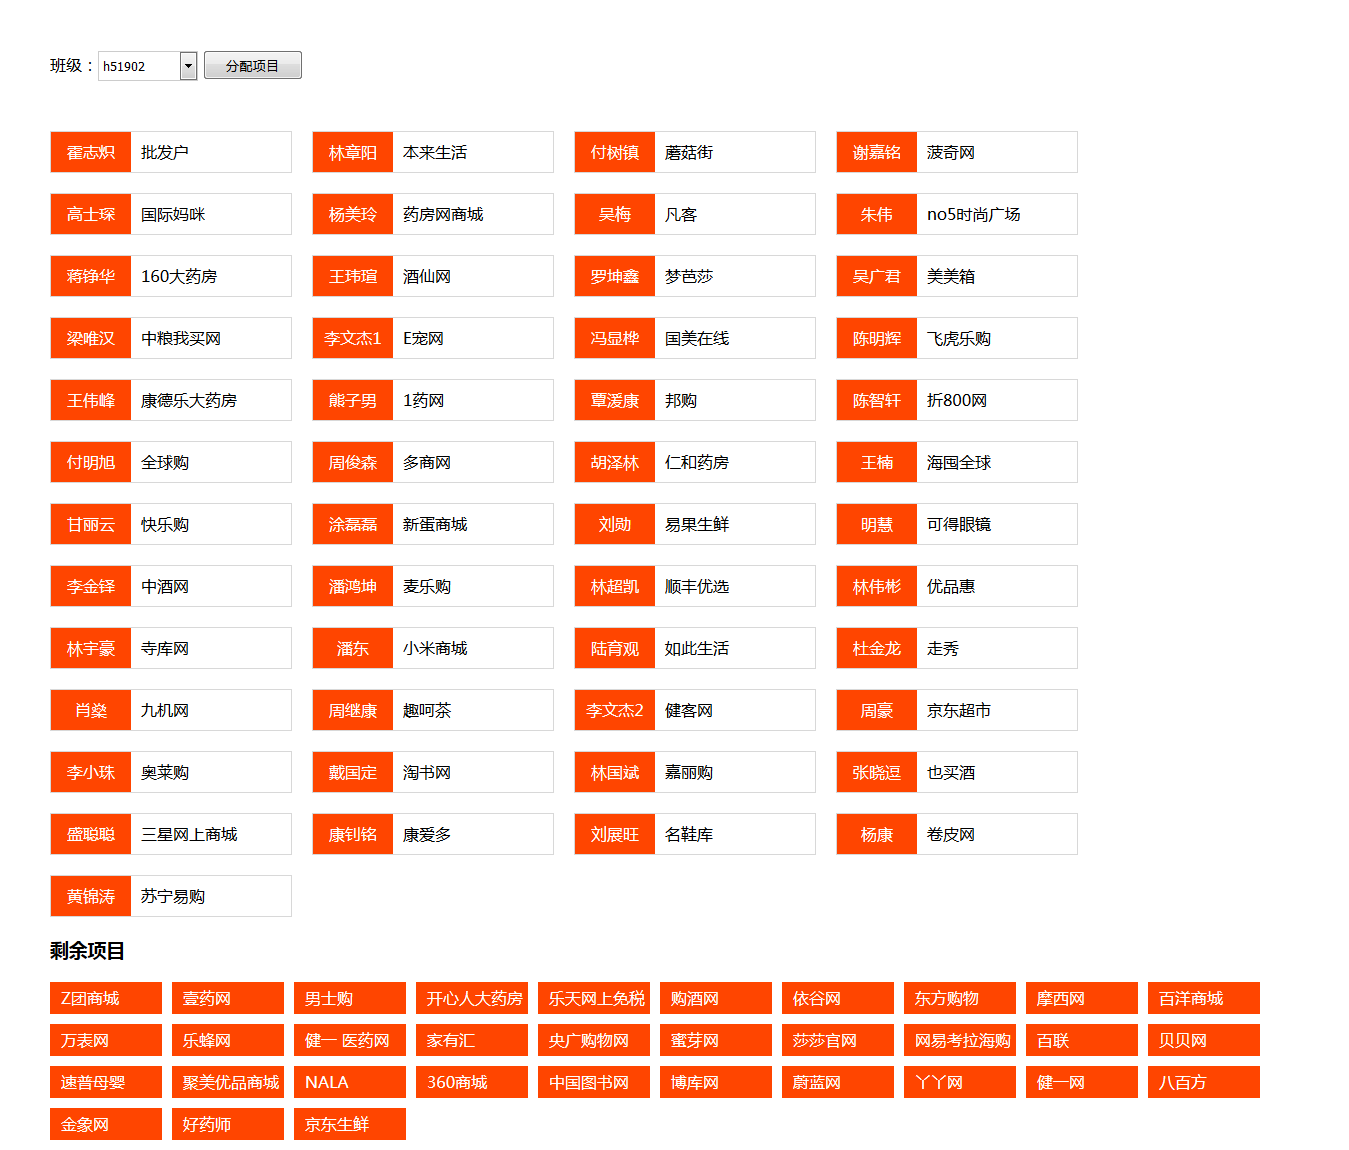 班级： h51902 分配项目
霍志炽 批发户 林章阳 本来生活 付树镇 蘑菇街 谢嘉铭 菠奇网
高士琛 国际妈咪 杨美玲 药房网商城 吴梅 凡客 朱伟 no5时尚广场
蒋铮华 160大药房 王玮瑄 酒仙网 罗坤鑫 梦芭莎 吴广君 美美箱
梁唯汉 中粮我买网 李文杰1 E宠网 冯显桦 国美在线 陈明辉 飞虎乐购
王伟峰 康德乐大药房 熊子男 1药网 覃湲康 邦购 陈智轩 折800网
付明旭 全球购 周俊森 多商网 胡泽林 仁和药房 王楠 海囤全球
甘丽云 快乐购 涂磊磊 新蛋商城 刘勋 易果生鲜 明慧 可得眼镜
李金铎 中酒网 潘鸿坤 麦乐购 林超凯 顺丰优选 林伟彬 优品惠
林宇豪 寺库网 潘东 小米商城 陆育观 如此生活 杜金龙 走秀
肖燊 九机网 周继康 趣呵茶 李文杰2 健客网 周豪 京东超市
李小珠 奥莱购 戴国定 淘书网 林国斌 嘉丽购 张晓逗 也买酒
盛聪聪 三星网上商城 康钊铭 康爱多 刘展旺 名鞋库 杨康 卷皮网
黄锦涛 苏宁易购
剩余项目
Z团商城 壹药网 男士购 开心人大药房 乐天网上免税 购酒网 依谷网 东方购物 摩西网 百洋商城
万表网 乐蜂网 健一 医药网 家有汇 央广购物网 蜜芽网 莎莎官网 网易考拉海购 百联 贝贝网
速普母婴 聚美优品商城 NALA 360商城 中国图书网 博库网 蔚蓝网 丫丫网 健一网 八百方
金象网 好药师 京东生鲜